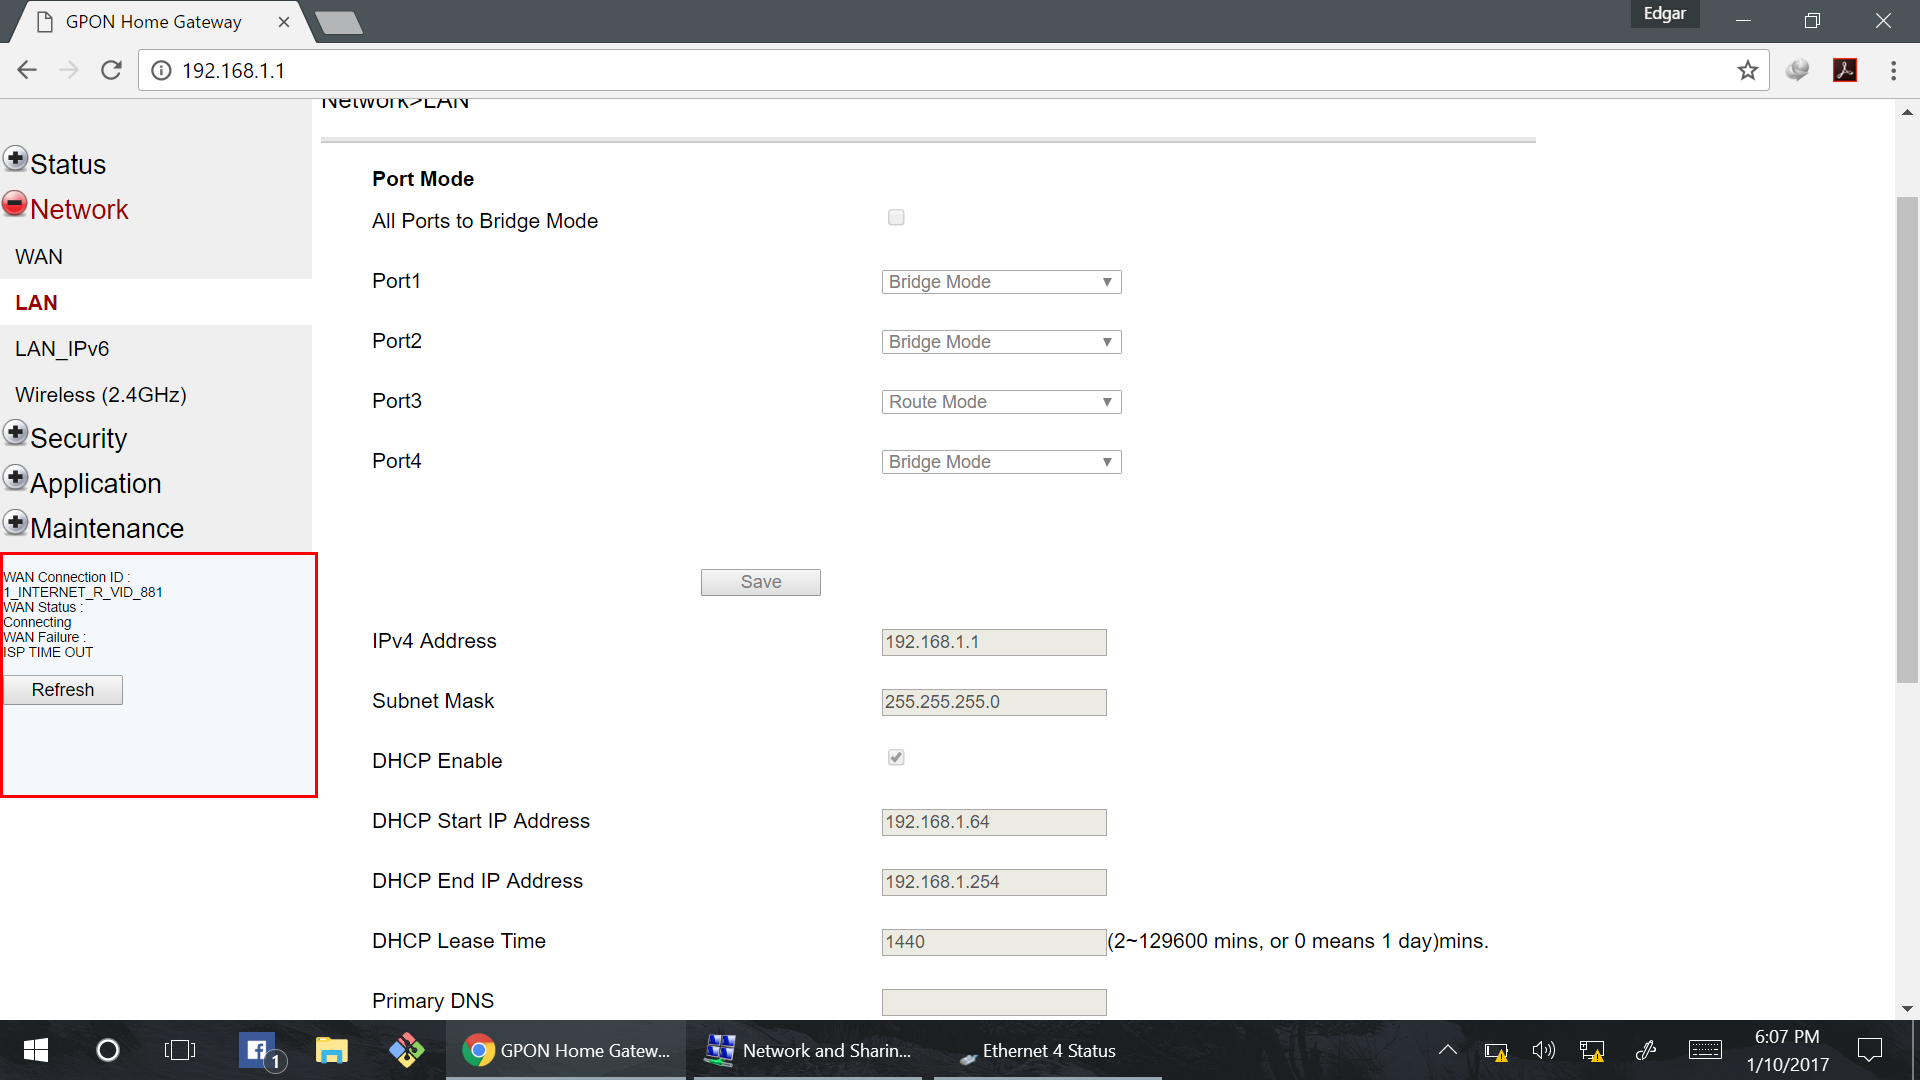 GPON Home Gateway
Edgar
192.168.1.1
Network>LAN
Status
Network
WAN
LAN
LAN_IPv6
Wireless (2.4GHz)
Security
Application
Maintenance
WAN Connection ID :
1_INTERNET_R_VID_881
WAN Status :
Connecting
WAN Failure :
ISP TIME OUT
Refresh
Port Mode
All Ports to Bridge Mode
Port1 Bridge Mode
Port2 Bridge Mode
Port3 Route Mode
Port4 Bridge Mode
Save
IPv4 Address 192.168.1.1
Subnet Mask 255.255.255.0
DHCP Enable
DHCP Start IP Address 192.168.1.64
DHCP End IP Address 192.168.1.254
DHCP Lease Time 1440 (2~129600 mins, or 0 means 1 day)mins.
Primary DNS
1
GPON Home Gatew...
Network and Sharin...
Ethernet 4 Status
6:07 PM
1/10/2017